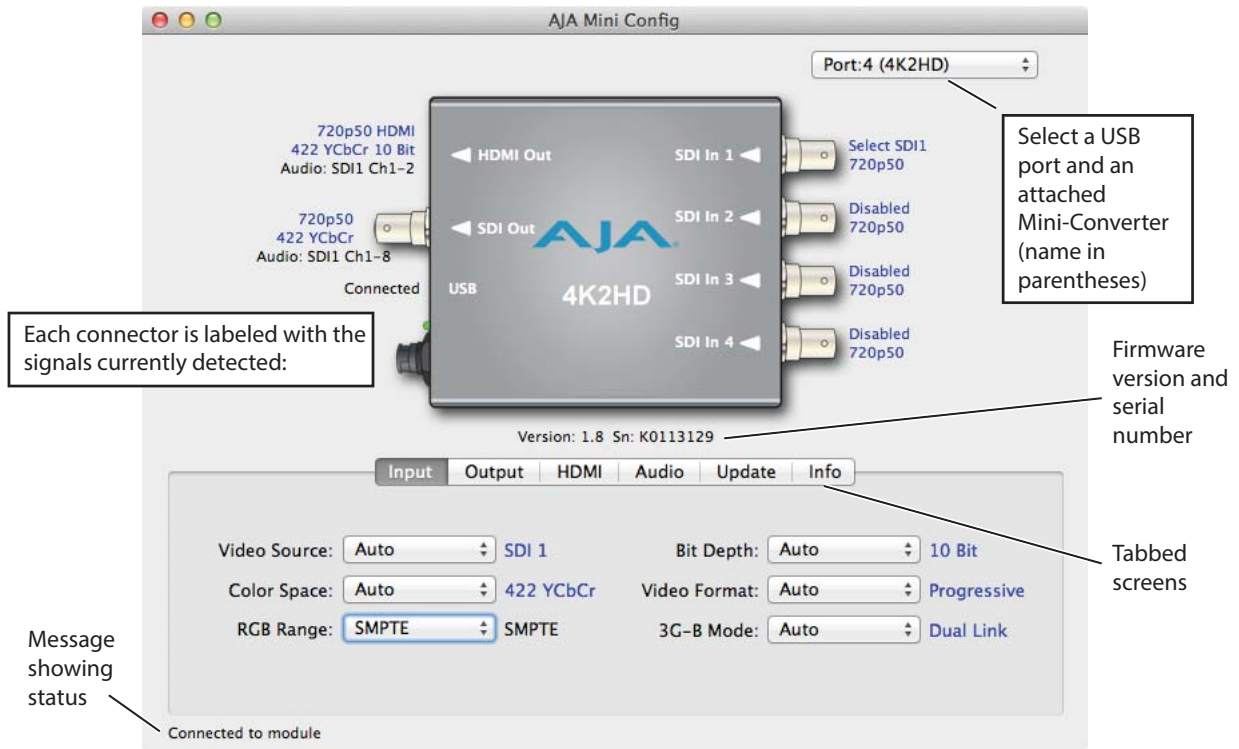 AJA Mini Config
Port:4 (4K2HD)
Select a USB
port and an
attached
Mini-Converter
(name in
parentheses)
720p50 HDMI
422 YCbCr 10 Bit
Audio: SDI1 Ch1-2
HDMI Out
SDI In 1
Select SDI1
720p50
720p50
422 YCbCr
Audio: SDI1 Ch1-8
SDI Out
SDI In 2
Disabled
720p50
AJA
Connected
USB
4K2HD
SDI In 3
Disabled
720p50
SDI In 4
Disabled
720p50
Each connector is labeled with the
signals currently detected:
Firmware
version and
serial
number
Version: 1.8 Sn: K0113129
Input Output HDMI Audio Update Info
Video Source: Auto SDI 1 Bit Depth: Auto 10 Bit
Color Space: Auto 422 YCbCr Video Format: Auto Progressive
RGB Range: SMPTE SMPTE 3G-B Mode: Auto Dual Link
Tabbed
screens
Message
showing
status
Connected to module